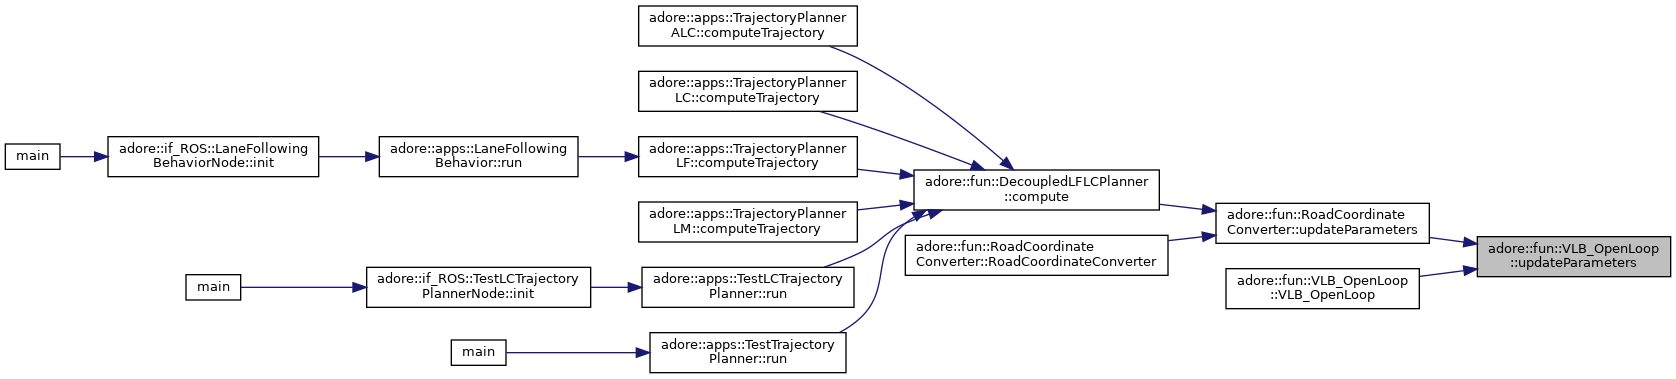 adore::apps::TrajectoryPlanner
ALC::computeTrajectory
adore::apps::TrajectoryPlanner
LC::computeTrajectory
main
adore::if_ROS::LaneFollowing
BehaviorNode::init
adore::apps::LaneFollowing
Behavior::run
adore::apps::TrajectoryPlanner
LF::computeTrajectory
adore::apps::TrajectoryPlanner
LM::computeTrajectory
adore::fun::DecoupledLFLCPlanner
::compute
adore::fun::RoadCoordinate
Converter::updateParameters
adore::fun::RoadCoordinate
Converter::RoadCoordinateConverter
adore::fun::VLB_OpenLoop
::updateParameters
adore::fun::VLB_OpenLoop
::VLB_OpenLoop
main
adore::if_ROS::TestLCTrajectory
PlannerNode::init
adore::apps::TestLCTrajectory
Planner::run
main
adore::apps::TestTrajectory
Planner::run